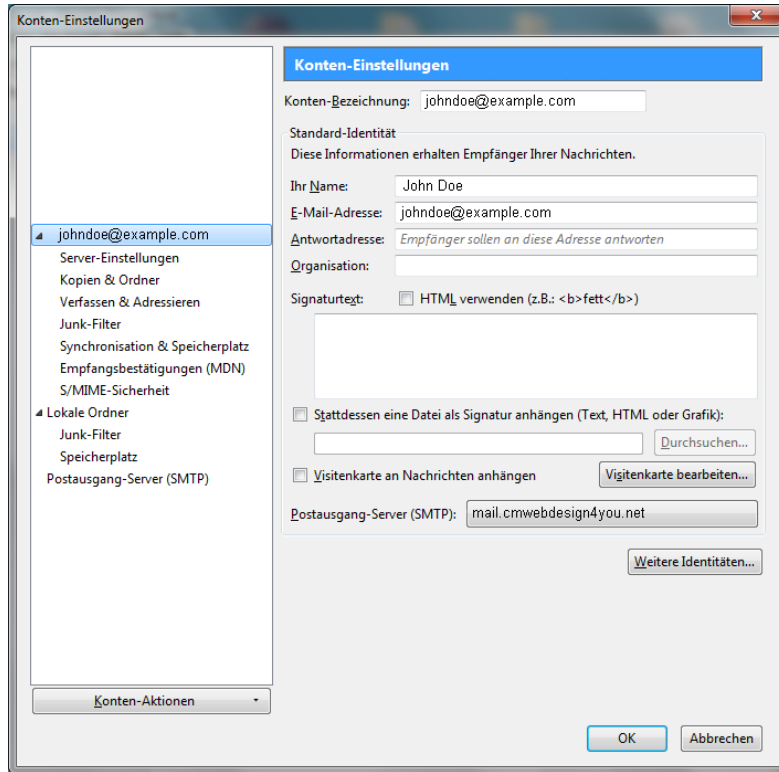 Konten-Einstellungen
Konten-Einstellungen
Konten-Bezeichnung: johndoe@example.com
Standard-Identität
Diese Informationen erhalten Empfänger Ihrer Nachrichten.
Ihr Name: John Doe
E-Mail-Adresse: johndoe@example.com
Antwortadresse: Empfänger sollen an diese Adresse antworten
Organisation:
Signaturtext: HTML verwenden (z.B.: <b>fett</b>)
Stattdessen eine Datei als Signatur anhängen (Text, HTML oder Grafik):
Durchsuchen...
Visitenkarte an Nachrichten anhängen Visitenkarte bearbeiten...
Postausgang-Server (SMTP): mail.cmwebdesign4you.net
Weitere Identitäten...
johndoe@example.com
Server-Einstellungen
Kopien & Ordner
Verfassen & Adressieren
Junk-Filter
Synchronisation & Speicherplatz
Empfangsbestätigungen (MDN)
S/MIME-Sicherheit
Lokale Ordner
Junk-Filter
Speicherplatz
Postausgang-Server (SMTP)
Konten-Aktionen
OK Abbrechen